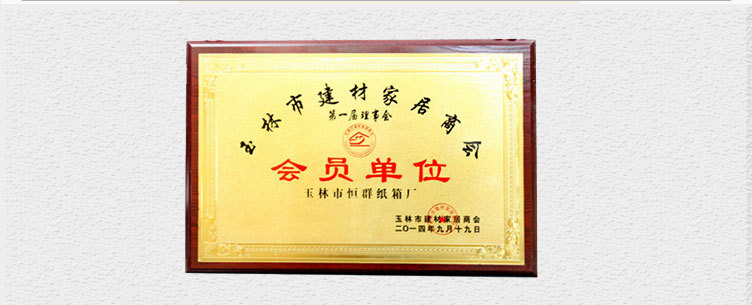 玉林市建材家居商会
第一届理事会
会员单位
玉林市恒群纸箱厂
玉林市建材家居商会
二〇一四年九月十九日